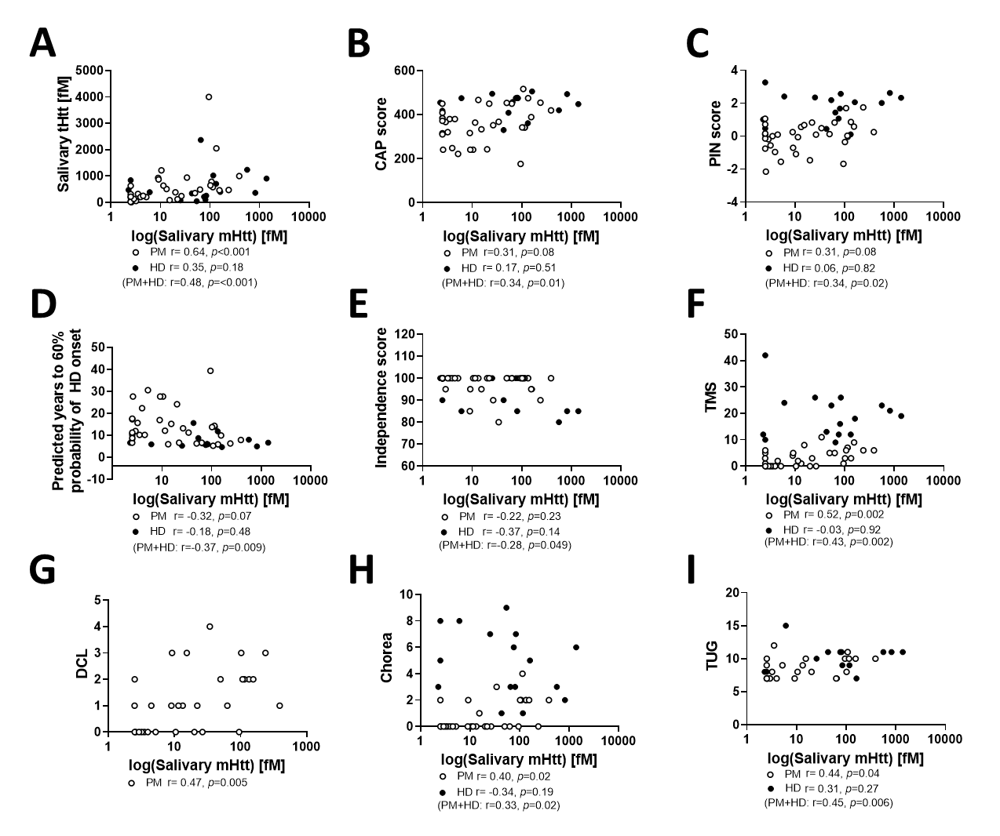 A
5000
4000
3000
2000
1000
0
Salivary tHtt [fM]
1
10
100
1000
10000
log(Salivary mHtt) [fM]
PM r= 0.64, p<0.001
HD r= 0.35, p=0.18
(PM+HD: r=0.48, p=<0.001)
B
600
400
200
0
CAP score
1
10
100
1000
10000
log(Salivary mHtt) [fM]
PM r=0.31, p=0.08
HD r= 0.17, p=0.51
(PM+HD: r=0.34, p=0.01)
C
4
2
0
-2
-4
PIN score
1
10
100
1000
10000
log(Salivary mHtt) [fM]
PM r= 0.31, p=0.08
HD r= 0.06, p=0.82
(PM+HD: r=0.34, p=0.02)
D
50
40
30
20
10
0
-10
Predicted years to 60%
probability of HD onset
10
100
1000
10000
log(Salivary mHtt) [fM]
PM r= -0.32, p=0.07
HD r= -0.18, p=0.48
(PM+HD: r=-0.37, p=0.009)
E
120
110
100
90
80
70
60
Independence score
1
10
100
1000
10000
log(Salivary mHtt) [fM]
PM r= -0.22, p=0.23
HD r= -0.37, p=0.14
(PM+HD: r=-0.28, p=0.049)
F
50
40
30
20
10
0
TMS
1
10
100
1000
10000
log(Salivary mHtt) [fM]
PM r= 0.52, p=0.002
HD r= -0.03, p=0.92
(PM+HD: r=0.43, p=0.002)
G
5
4
3
2
1
0
DCL
1
10
100
1000
log(Salivary mHtt) [fM]
PM r= 0.47, p=0.005
H
10
8
6
4
2
0
Chorea
1
10
100
1000
10000
log(Salivary mHtt) [fM]
PM r= 0.40, p=0.02
HD r= -0.34, p=0.19
(PM+HD: r=0.33, p=0.02)
I
20
15
10
5
0
TUG
1
10
100
1000
10000
log(Salivary mHtt) [fM]
PM r= 0.44, p=0.04
HD r= 0.31, p=0.27
(PM+HD: r=0.45, p=0.006)